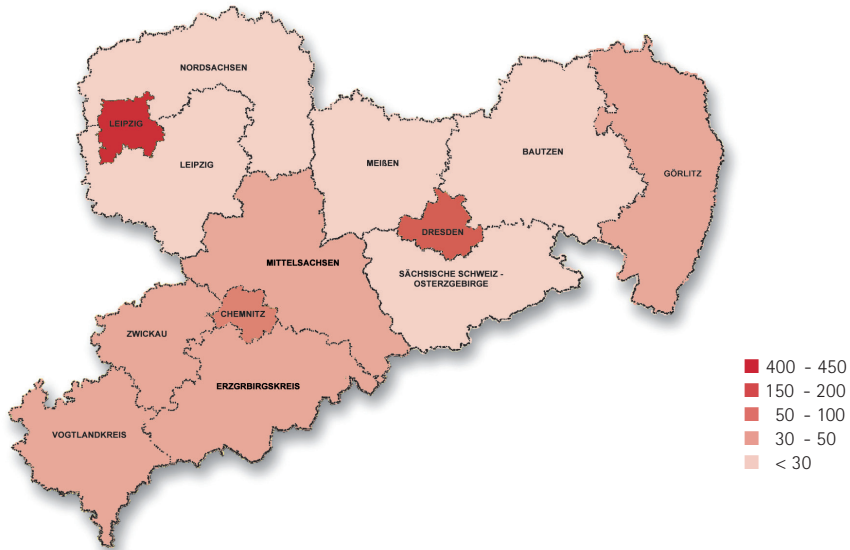 NORDSACHSEN
LEIPZIG
LEIPZIG
MEIßEN
BAUTZEN
GÖRLITZ
DRESDEN
MITTELSACHSEN
SÄCHSISCHE SCHWEIZ -
OSTERZGEBIRGE
CHEMNITZ
ZWICKAU
ERZGRBIRGSKREIS
VOGTLANDKREIS
400 - 450
150 - 200
50 - 100
30 - 50
< 30